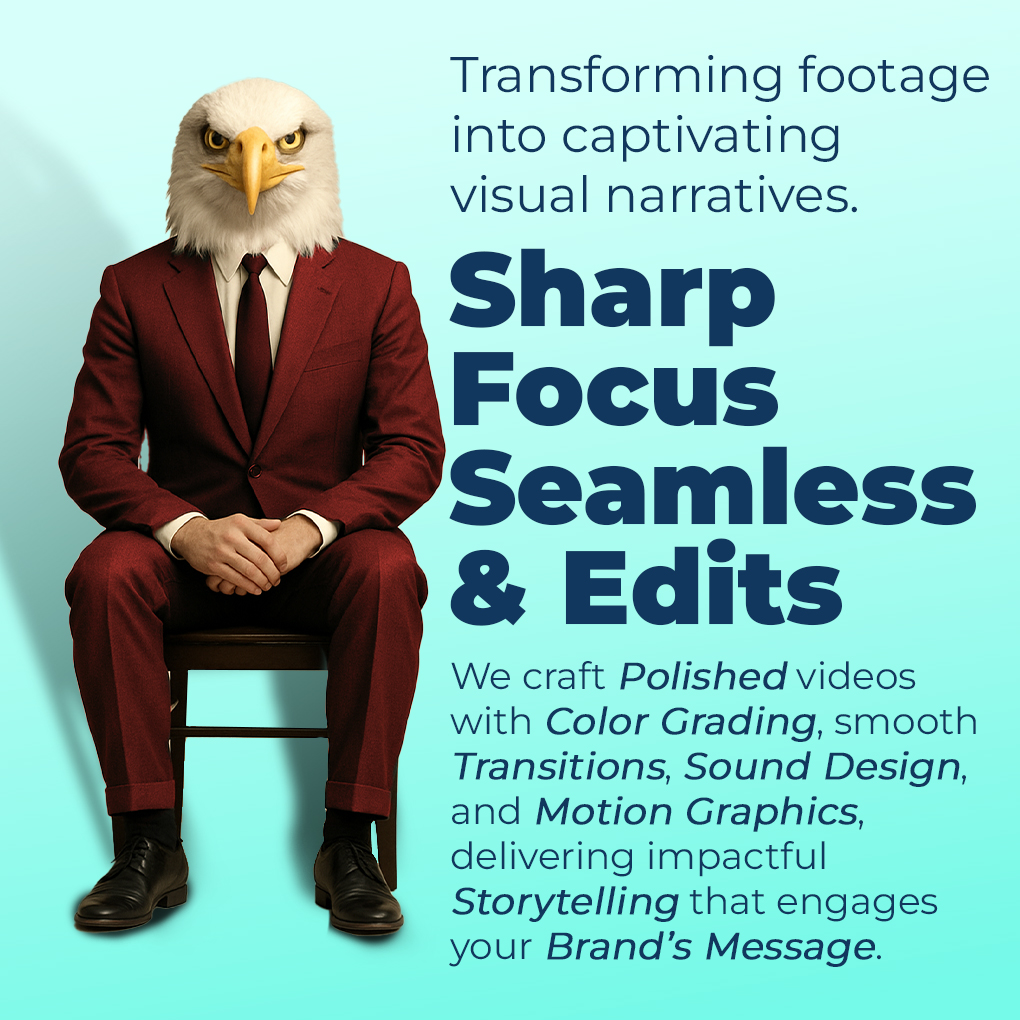 Transforming footage
into captivating
visual narratives.
Sharp
Focus
Seamless
& Edits
We craft Polished videos
with Color Grading, smooth
Transitions, Sound Design,
and Motion Graphics,
delivering impactful
Storytelling that engages
your Brand’s Message.